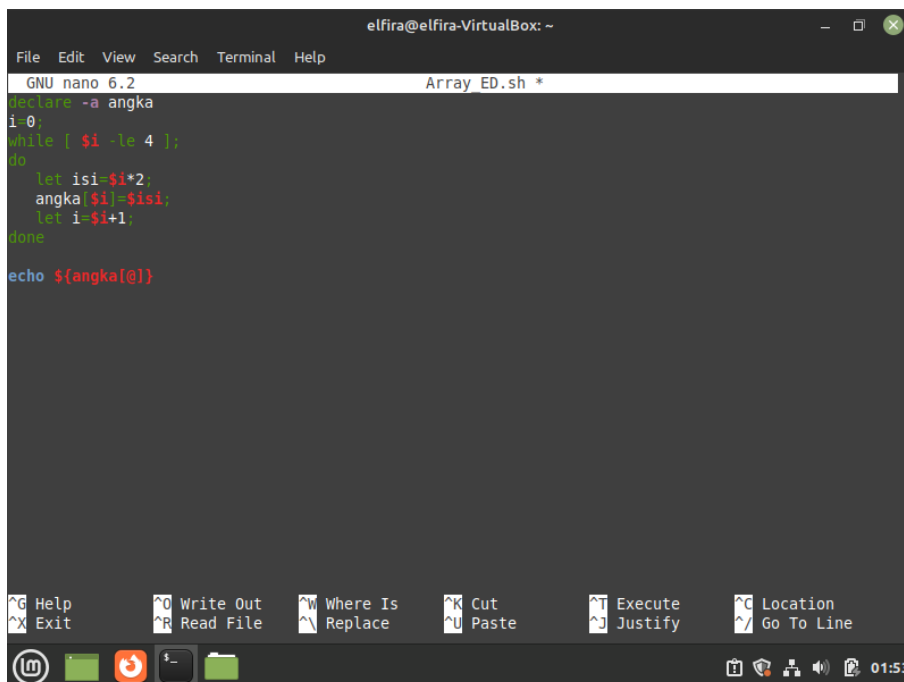 elfira@elfira-VirtualBox: ~
File Edit View Search Terminal Help
GNU nano 6.2 Array_ED.sh *
declare -a angka
i=0;
while [ $i -le 4 ];
do
let isi=$i*2;
angka[$i]=$isi;
let i=$i+1;
done
echo ${angka[@]}
^G Help ^O Write Out ^W Where Is ^K Cut ^T Execute ^C Location
^X Exit ^R Read File ^\ Replace ^U Paste ^J Justify ^/ Go To Line
$_ 01:53